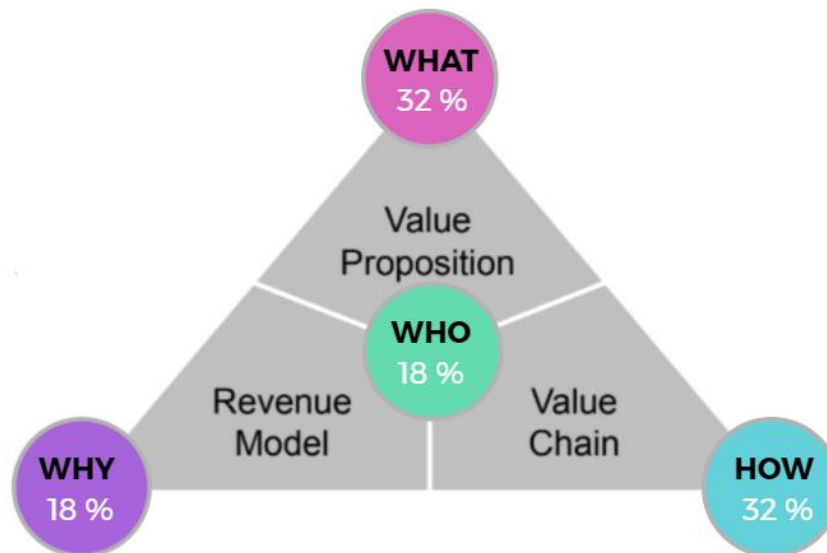 WHAT
32 %
Value
Proposition
WHO
18 %
Revenue
Model
Value
Chain
WHY
18 %
HOW
32 %